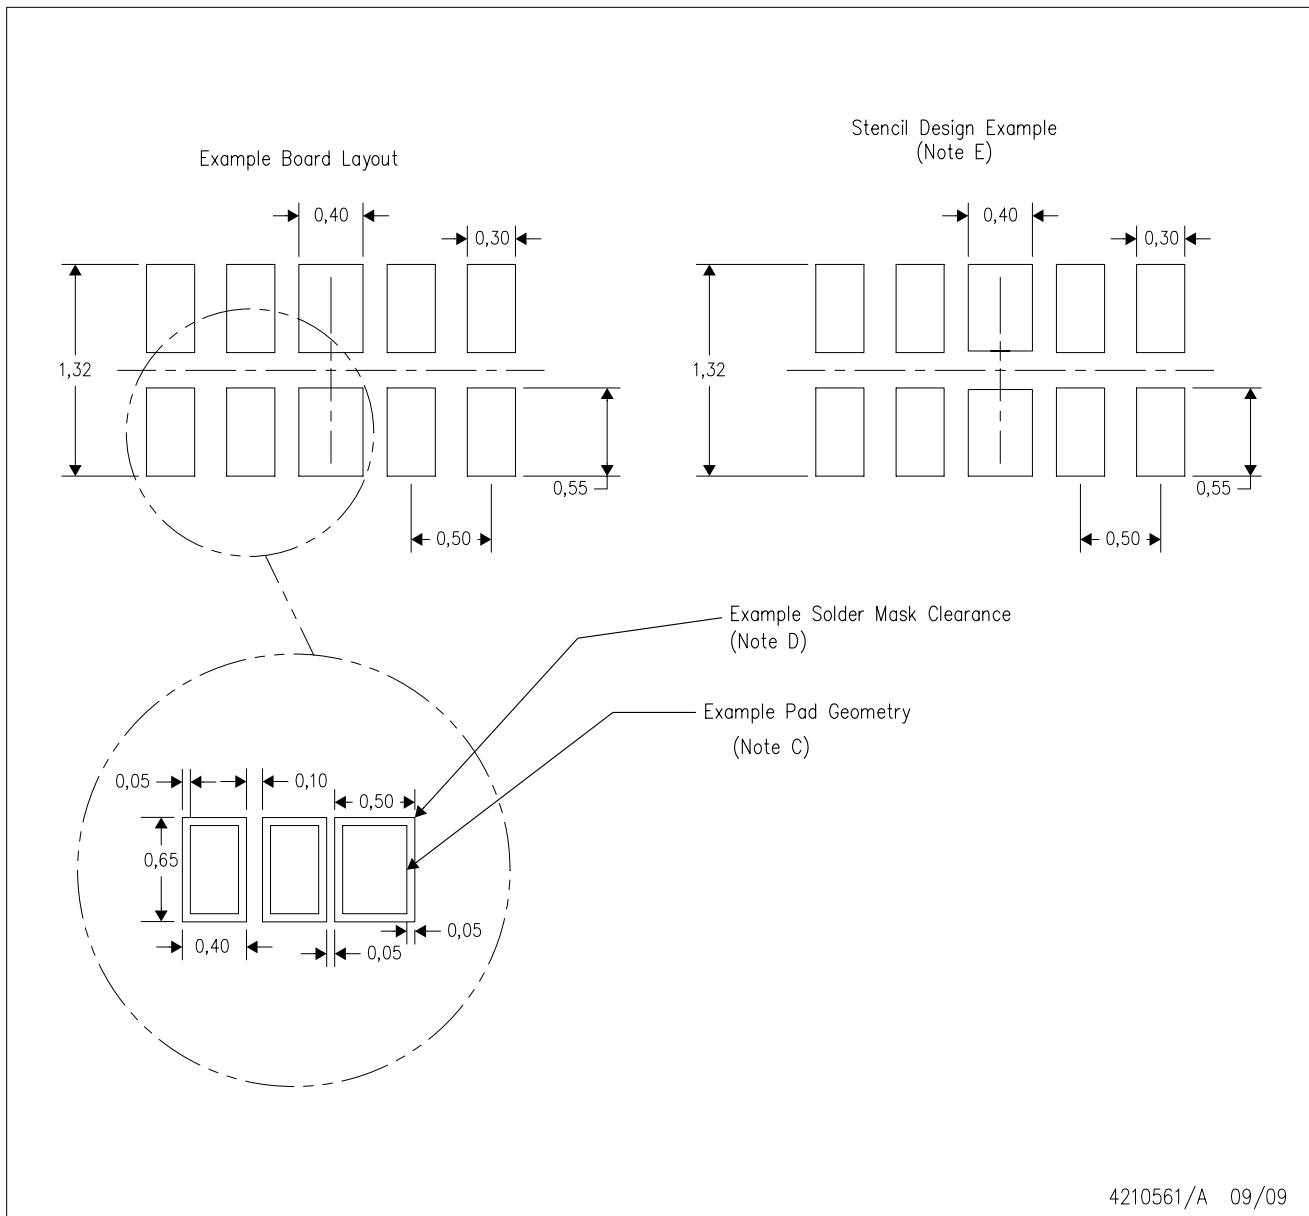 Example Board Layout
0,40
0,30
1,32
0,55
0,50
Stencil Design Example
(Note E)
0,40
0,30
1,32
0,55
0,50
Example Solder Mask Clearance
(Note D)
Example Pad Geometry
(Note C)
0,05
0,10
0,50
0,65
0,40
0,05
0,05
4210561/A 09/09